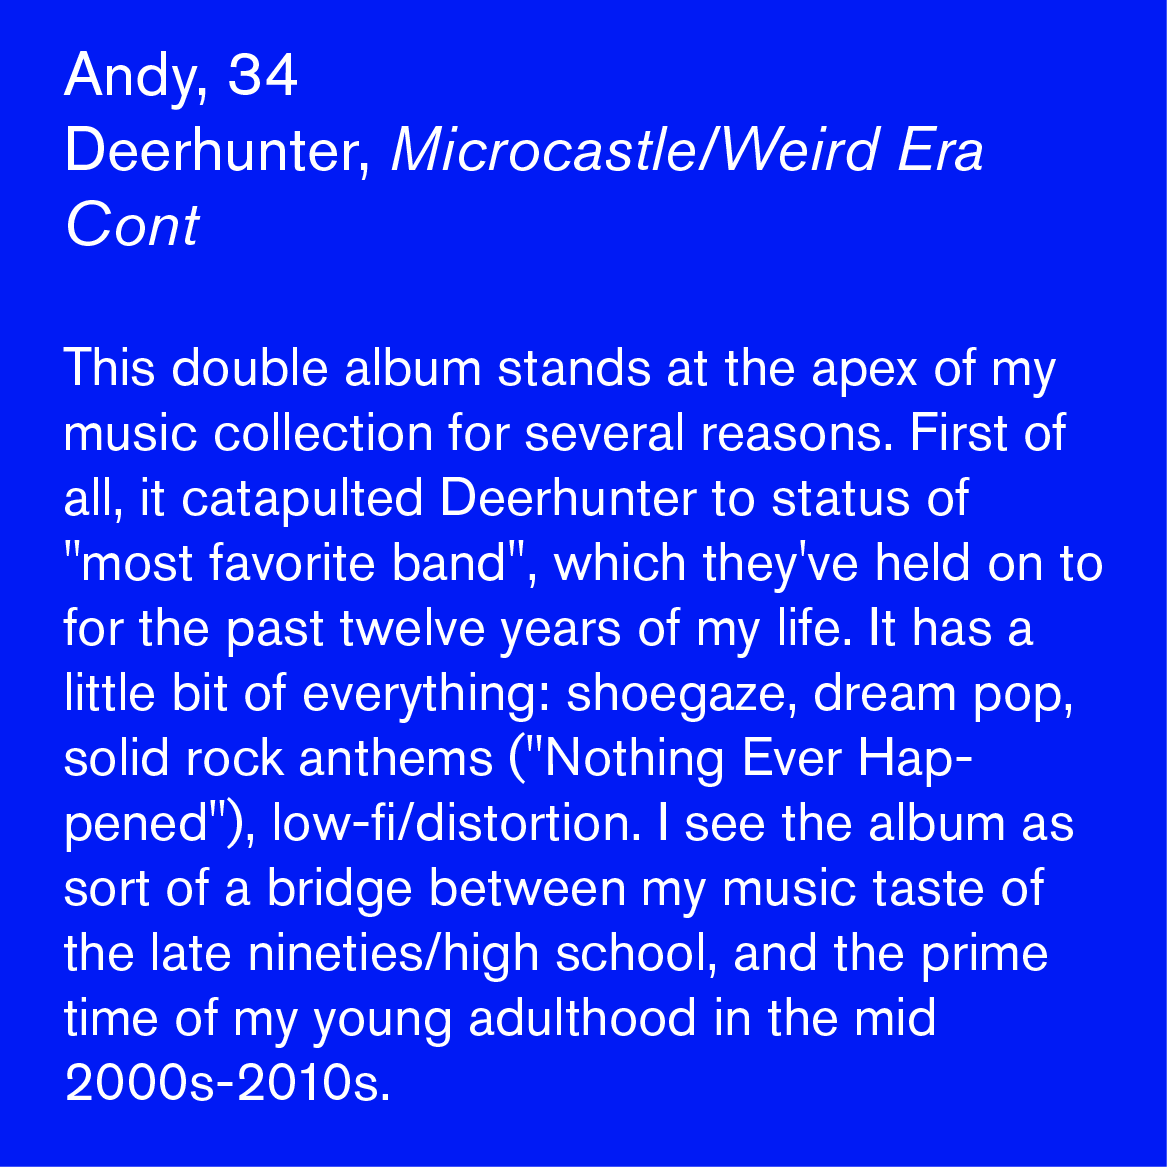 Andy, 34
Deerhunter, Microcastle/Weird Era
Cont
This double album stands at the apex of my
music collection for several reasons. First of
all, it catapulted Deerhunter to status of
"most favorite band", which they've held on to
for the past twelve years of my life. It has a
little bit of everything: shoegaze, dream pop,
solid rock anthems ("Nothing Ever Hap-
pened"), low-fi/distortion. I see the album as
sort of a bridge between my music taste of
the late nineties/high school, and the prime
time of my young adulthood in the mid
2000s-2010s.